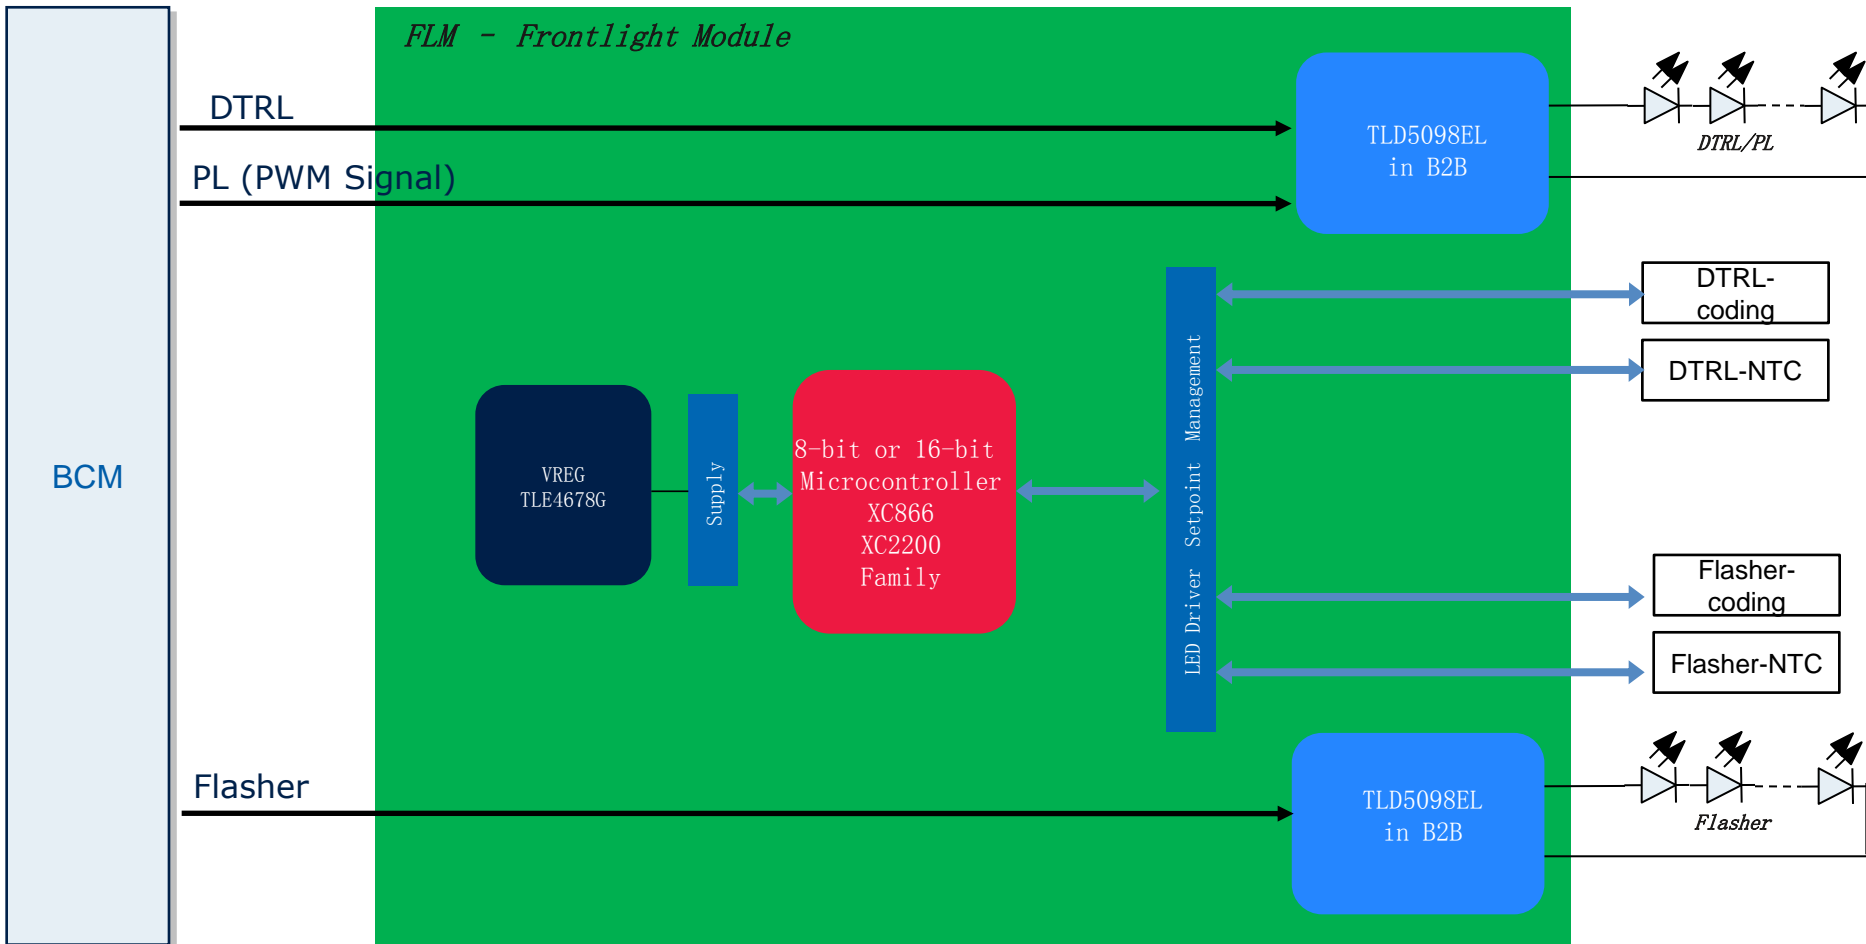 FLM - Frontlight Module
DTRL
PL (PWM Signal)
TLD5098EL
in B2B
DTRL/PL
DTRL-
coding
DTRL-NTC
BCM
VREG
TLE4678G
Supply
8-bit or 16-bit
Microcontroller
XC866
XC2200
Family
LED Driver Setpoint Management
Flasher-
coding
Flasher-NTC
Flasher
TLD5098EL
in B2B
Flasher